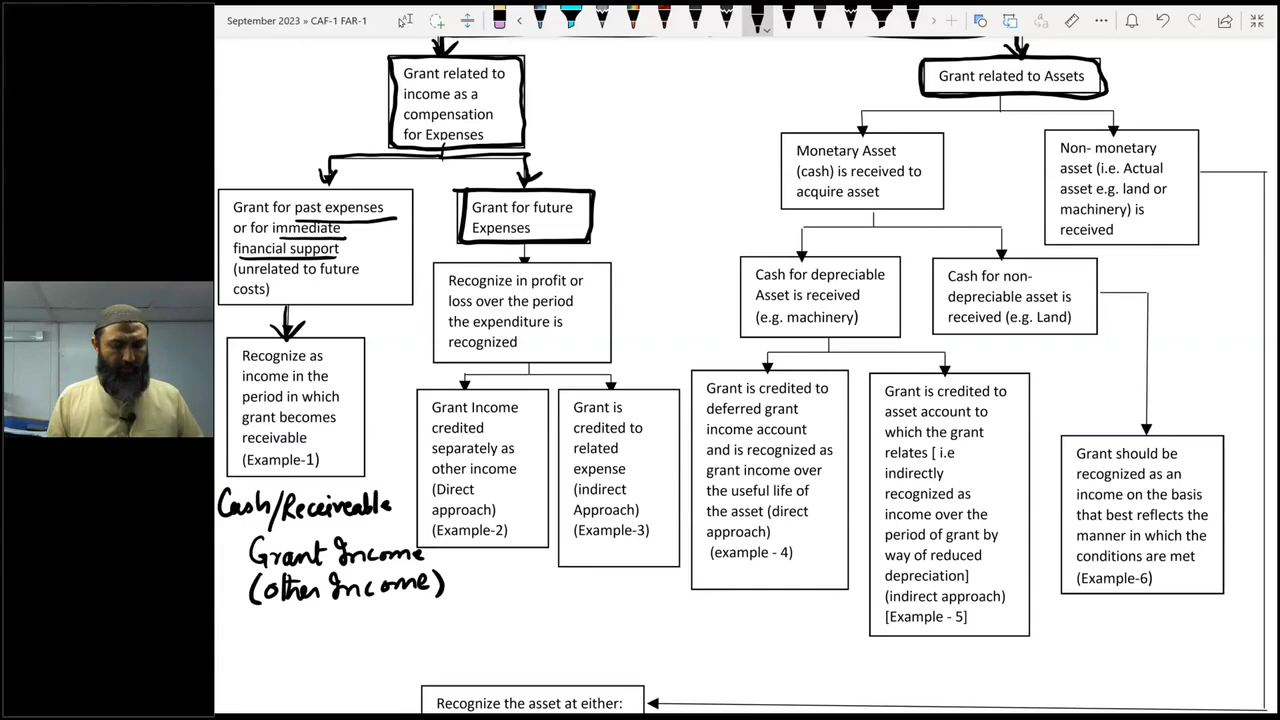 September 2023 » CAF-1 FAR-1
Grant related to
income as a
compensation
for Expenses
Grant related to Assets
Monetary Asset
(cash) is received to
acquire asset
Non- monetary
asset (i.e. Actual
asset e.g. land or
machinery) is
received
Grant for past expenses
or for immediate
financial support
(unrelated to future
costs)
Grant for future
Expenses
Recognize in profit or
loss over the period
the expenditure is
recognized
Cash for depreciable
Asset is received
(e.g. machinery)
Cash for non-
depreciable asset is
received (e.g. Land)
Recognize as
income in the
period in which
grant becomes
receivable
(Example-1)
Grant Income
credited
separately as
other income
(Direct
approach)
(Example-2)
Grant is
credited to
related
expense
(indirect
Approach)
(Example-3)
Grant is credited to
deferred grant
income account
and is recognized as
grant income over
the useful life of
the asset (direct
approach)
(example - 4)
Grant is credited to
asset account to
which the grant
relates [ i.e
indirectly
recognized as
income over the
period of grant by
way of reduced
depreciation]
(indirect approach)
[Example - 5]
Grant should be
recognized as an
income on the basis
that best reflects the
manner in which the
conditions are met
(Example-6)
Cash/Receiveable
Grant Income
(other Income)
Recognize the asset at either: